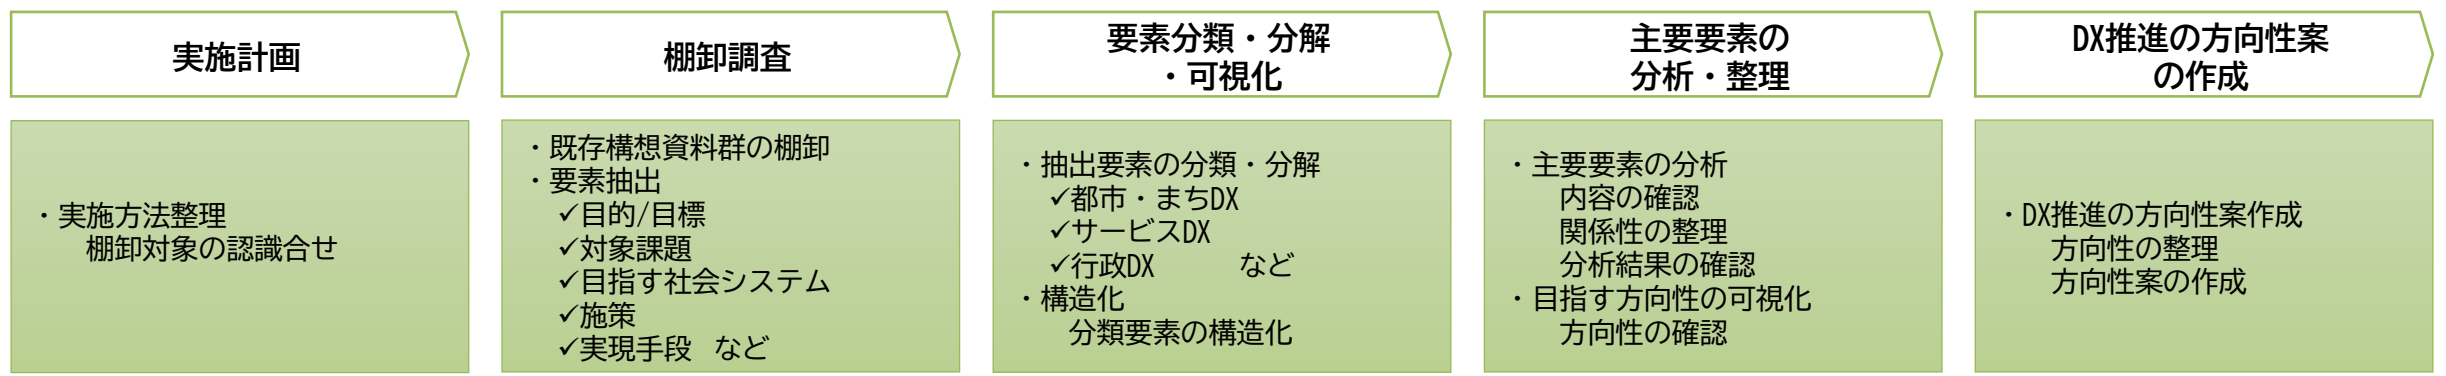 実施計画
・実施方法整理
棚卸対象の認識合せ
棚卸調査
・既存構想資料群の棚卸
・要素抽出
✓目的/目標
✓対象課題
✓目指す社会システム
✓施策
✓実現手段 など
要素分類・分解
・可視化
・抽出要素の分類・分解
✓都市・まちDX
✓サービスDX
✓行政DX など
・構造化
分類要素の構造化
主要要素の
分析・整理
・主要要素の分析
内容の確認
関係性の整理
分析結果の確認
・目指す方向性の可視化
方向性の確認
DX推進の方向性案
の作成
・DX推進の方向性案作成
方向性の整理
方向性案の作成